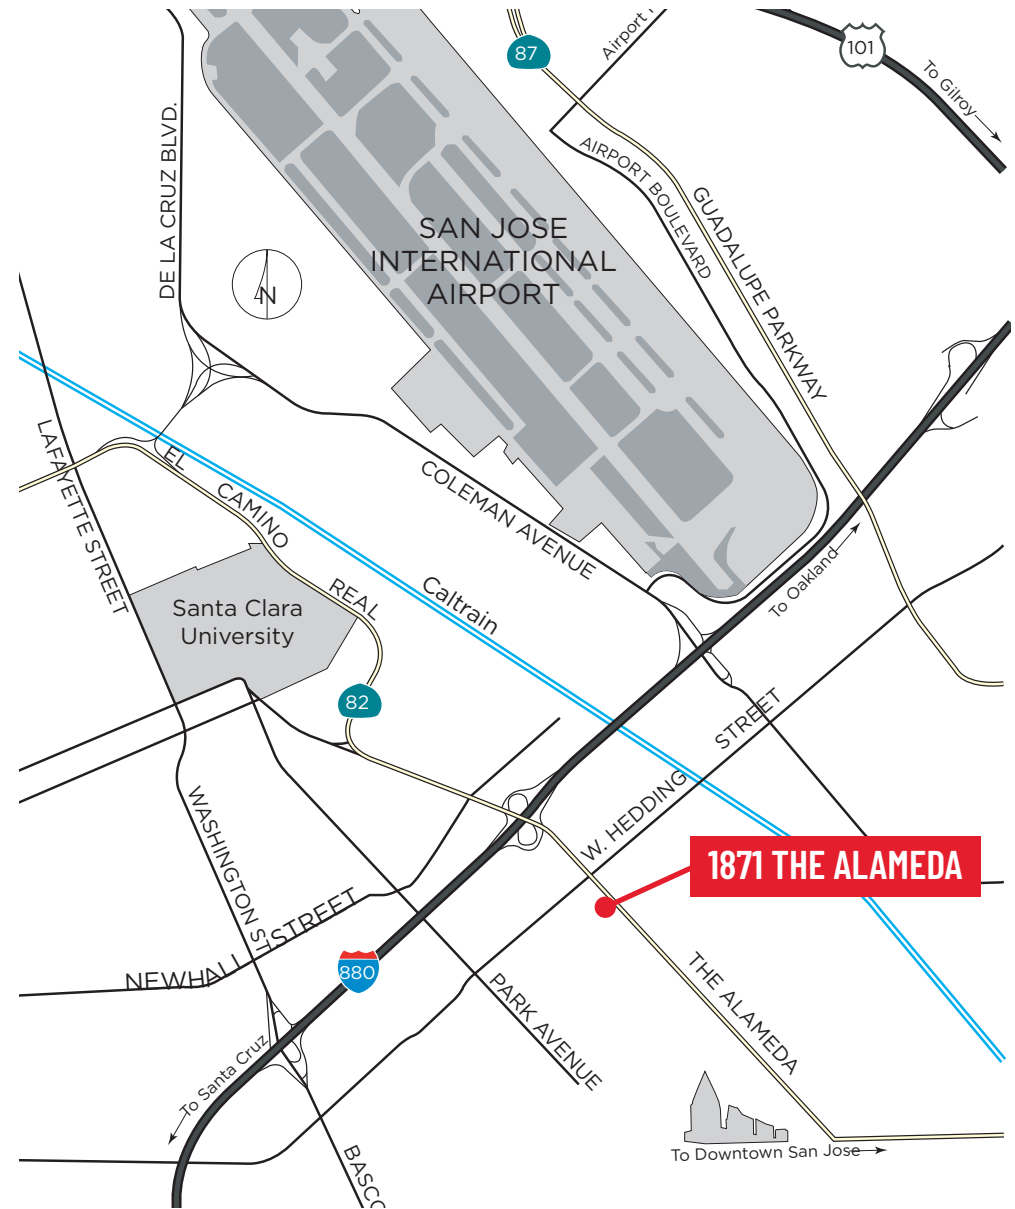 87
Airport
101
To Gilroy
DE LA CRUZ BLVD.
AIRPORT BOULEVARD
GUADALUPE PARKWAY
SAN JOSE
INTERNATIONAL
AIRPORT
N
LAFAYETTE STREET
EL CAMINO REAL
COLEMAN AVENUE
Caltrain
To Oakland
Santa Clara
University
82
W. HEDDING STREET
WASHINGTON ST
1871 THE ALAMEDA
NEWHALL STREET
880
PARK AVENUE
THE ALAMEDA
To Santa Cruz
To Downtown San Jose
BASCO